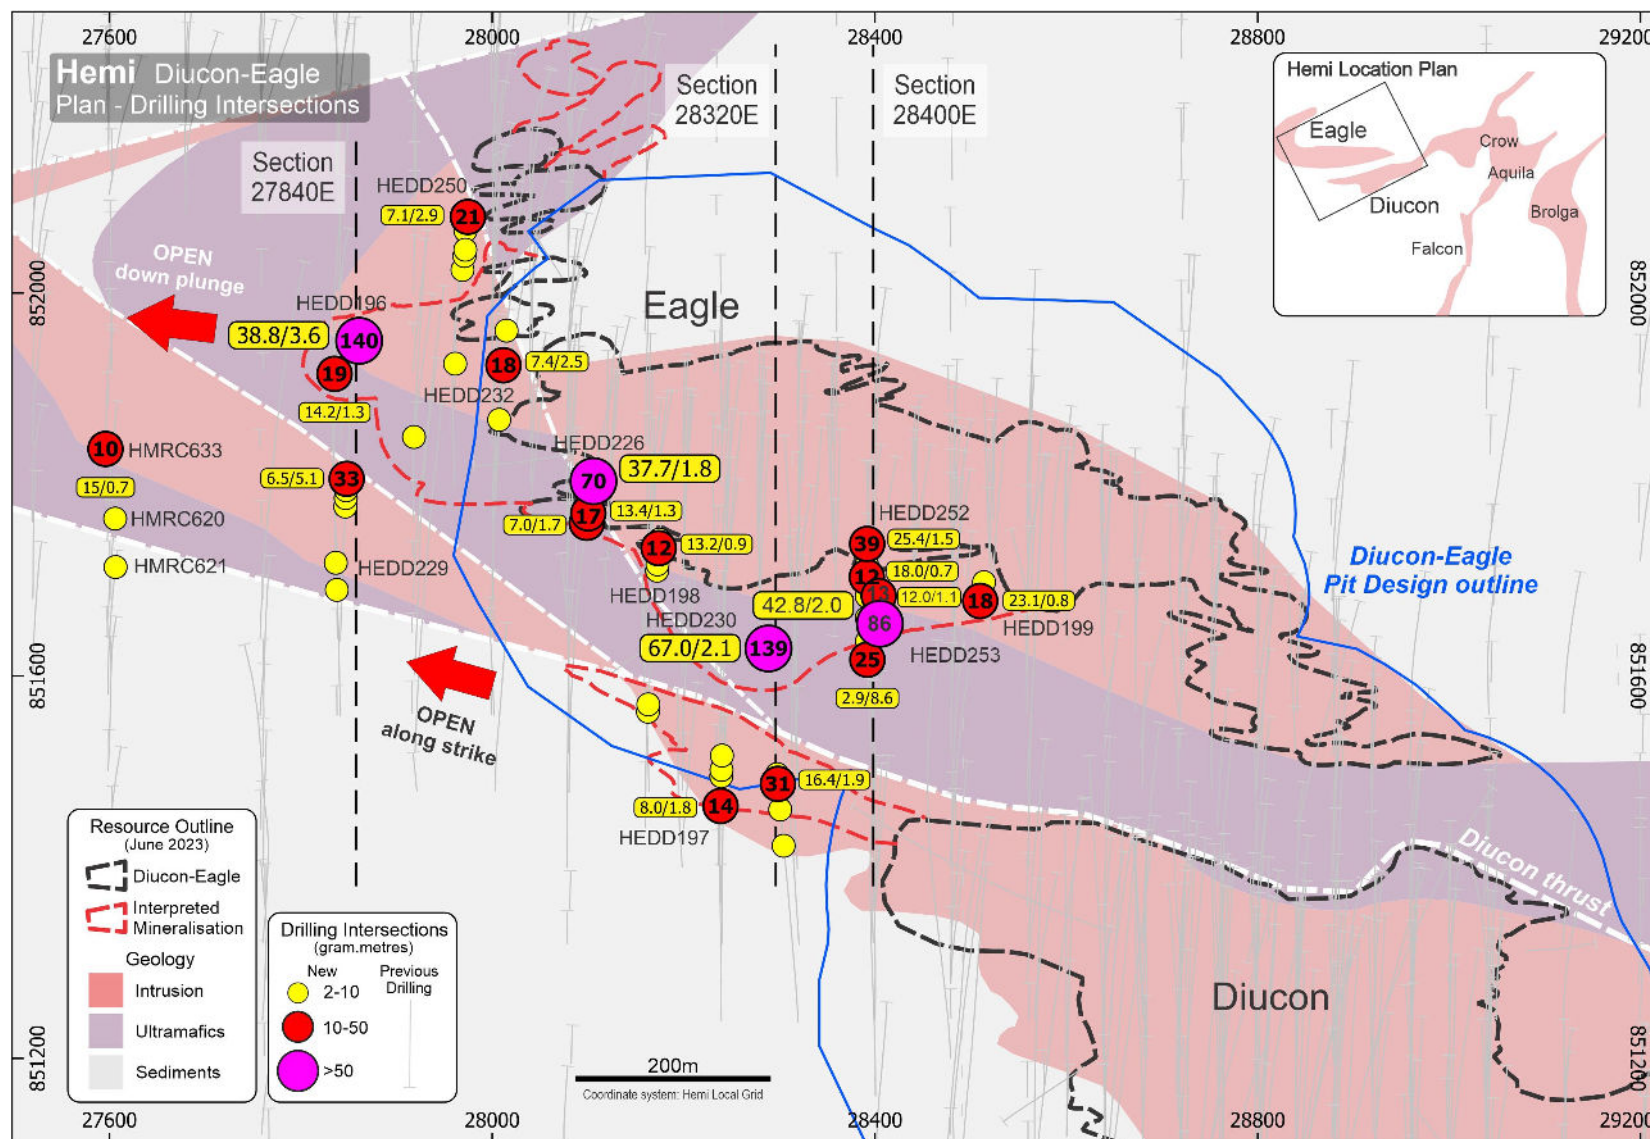 27600
28000
28400
28800
29200
Hemi Diucon-Eagle
Plan - Drilling Intersections
Section
28320E
Section
28400E
Hemi Location Plan
Eagle
Crow
Aquila
Diucon
Brolga
Falcon
Section
27840E
HEDD250
7.1/2.9
21
OPEN
down plunge
852000
852000
HEDD196
Eagle
38.8/3.6
140
19
18
7.4/2.5
HEDD232
14.2/1.3
HEDD226
10
HMRC633
15/0.7
6.5/5.1
33
70
37.7/1.8
17
13.4/1.3
7.0/1.7
HMRC620
HMRC621
HEDD229
12
13.2/0.9
HEDD198
HEDD252
39
25.4/1.5
12
18.0/0.7
13
12.0/1.1
18
23.1/0.8
HEDD199
42.8/2.0
86
HEDD230
67.0/2.1
139
HEDD253
25
2.9/8.6
Diucon-Eagle
Pit Design outline
851600
851600
OPEN
along strike
31
16.4/1.9
8.0/1.8
14
HEDD197
Diucon thrust
Diucon
Resource Outline
(June 2023)
Diucon-Eagle
Interpreted
Mineralisation
Geology
Intrusion
Ultramafics
Sediments
Drilling Intersections
(gram.metres)
New
Previous
Drilling
2-10
10-50
>50
200m
Coordinate system: Hemi Local Grid
851200
851200
27600
28000
28400
28800
29200